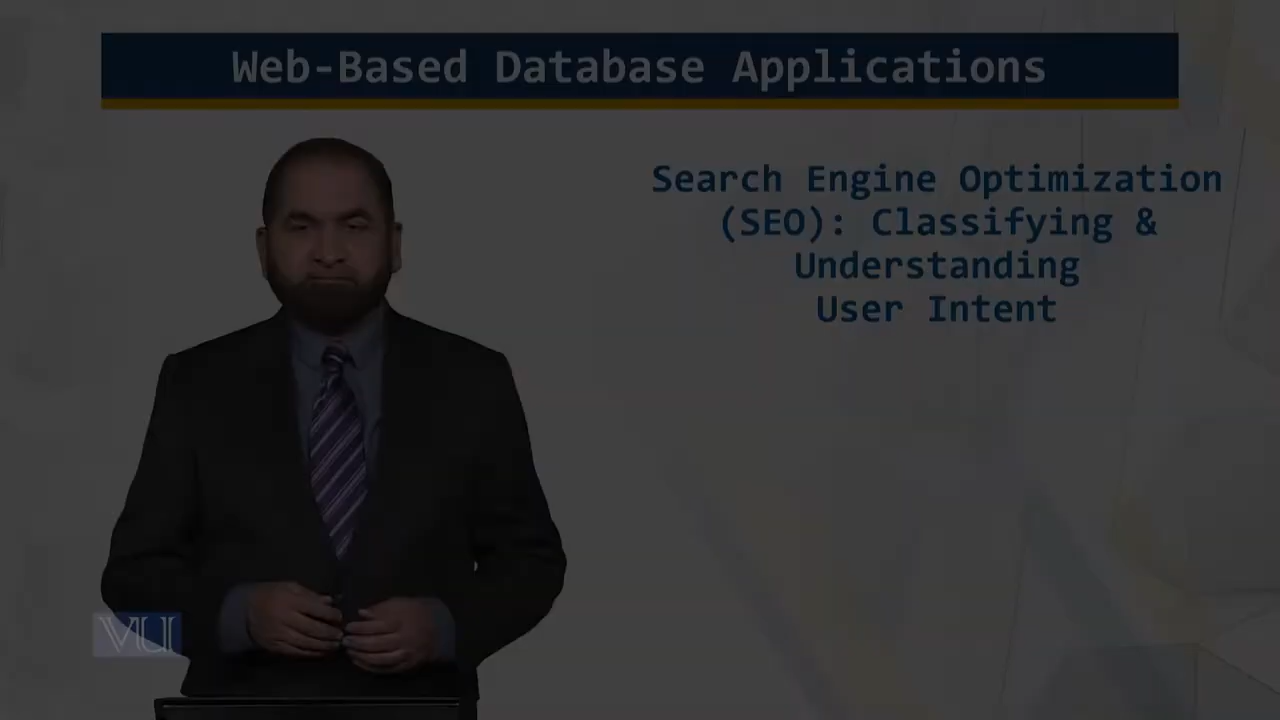 Web-Based Database Applications
Search Engine Optimization
(SEO): Classifying &
Understanding
User Intent
VU